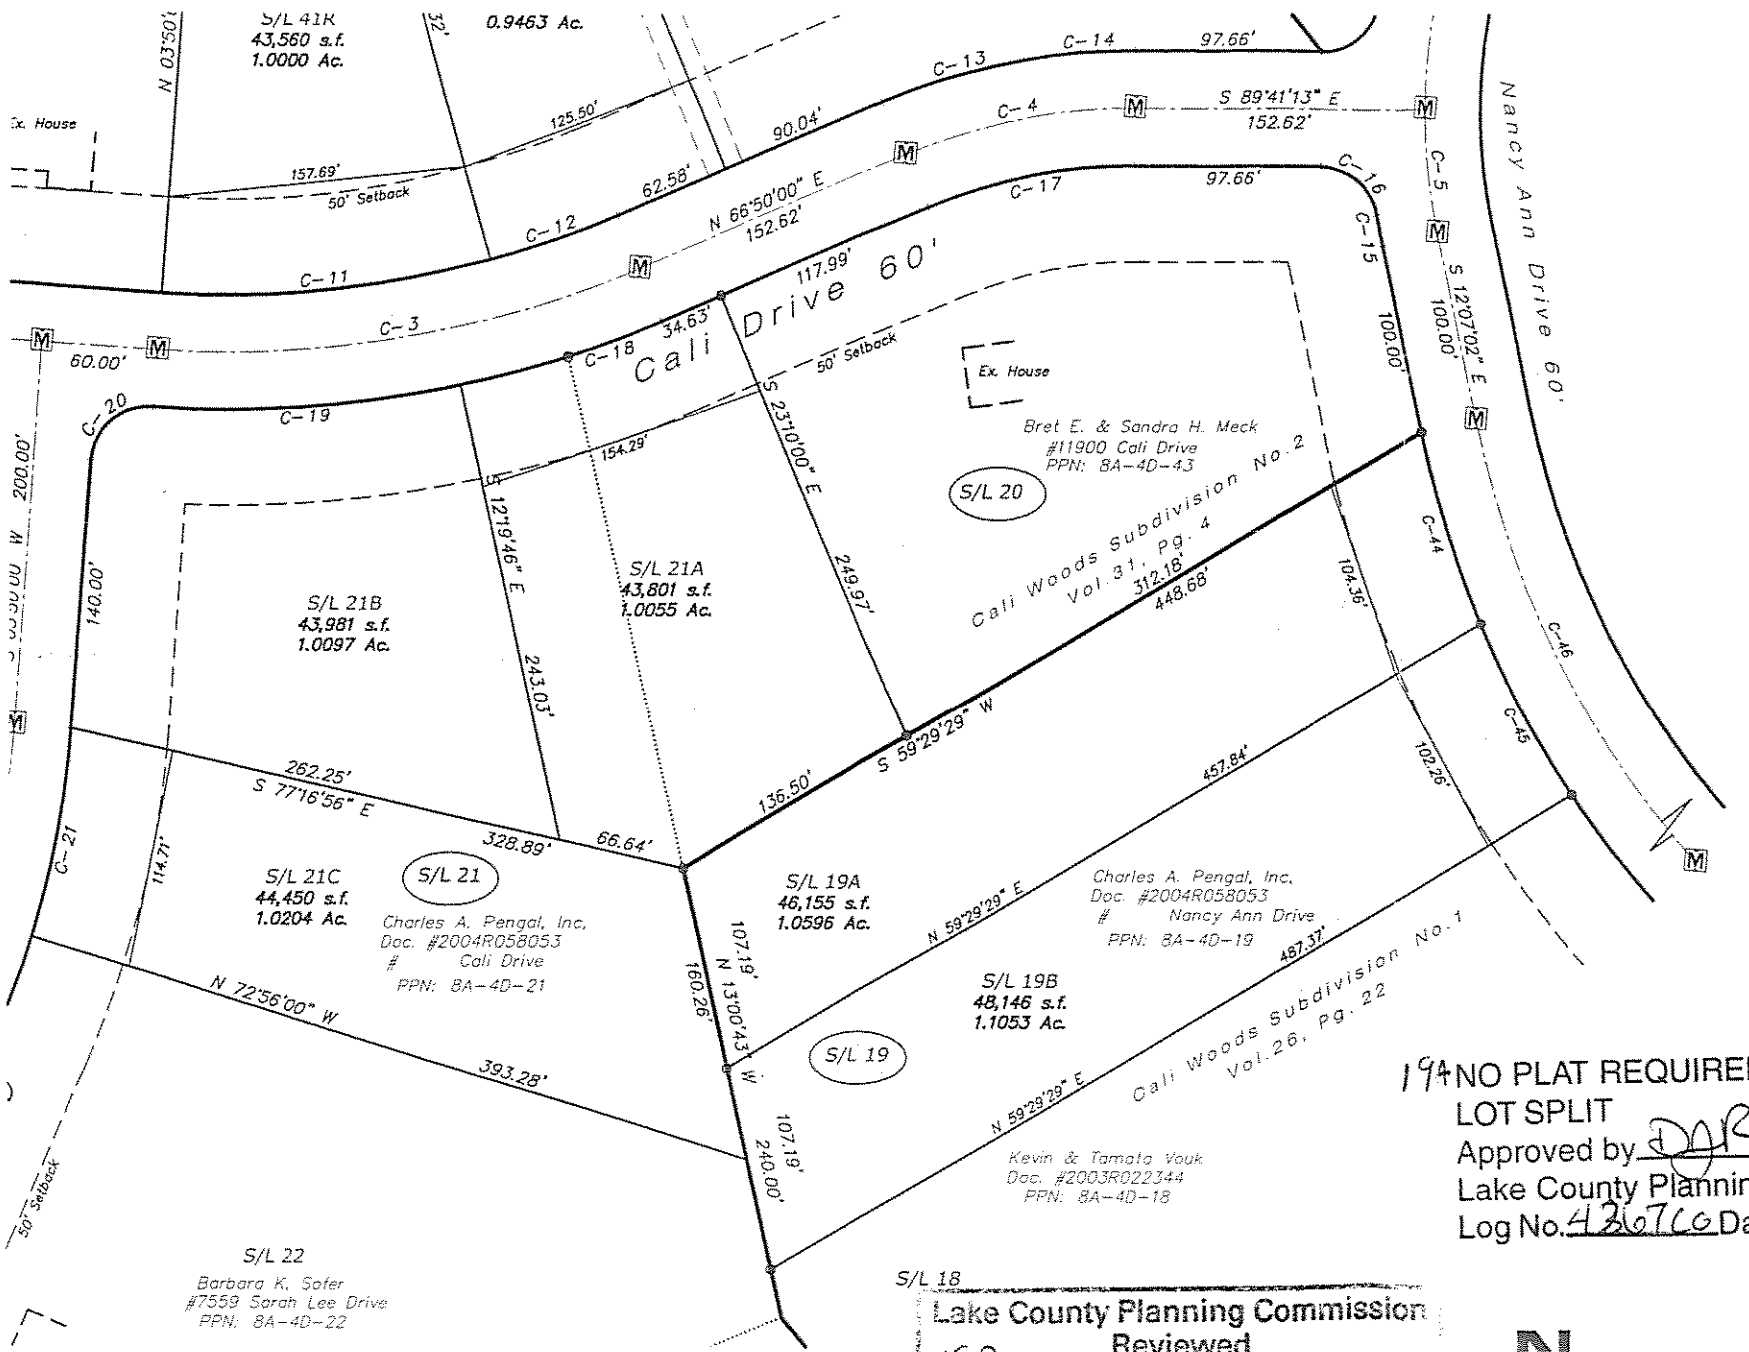 S/L 41R
43,560 s.f.
1.0000 Ac.
0.9463 Ac.
N 03°50'
32'
Ex. House
157.69'
50' Setback
125.50'
C-11
C-12
62.58'
90.04'
C-13
C-14
97.66'
N 66°50'00" E
152.62'
C-4
S 89°41'13" E
152.62'
M
M
M
M
M
M
M
M
M
M
60.00'
C-3
Cali Drive 60'
Nancy Ann Drive 60'
C-5
S 12°07'02" E
100.00'
C-16
C-15
100.00'
97.66'
C-17
117.99'
34.63'
C-18
C-19
C-20
200.00'
W
140.00'
50' Setback
154.29'
S 23°10'00" E
249.97'
Ex. House
Bret E. & Sandra H. Meck
#11900 Cali Drive
PPN: 8A-4D-43
S/L 20
Cali Woods Subdivision No. 2
Vol. 31, Pg. 4
312.18'
448.68'
S 12°19'46" E
243.03'
S/L 21A
43,801 s.f.
1.0055 Ac.
S/L 21B
43,981 s.f.
1.0097 Ac.
C-44
104.36'
C-46
C-45
102.26'
S 59°29'29" W
136.50'
457.84'
262.25'
S 77°16'56" E
328.89'
66.64'
C-21
114.71'
S/L 21C
44,450 s.f.
1.0204 Ac.
S/L 21
Charles A. Pengal, Inc.
Doc. #2004R058053
# Cali Drive
PPN: 8A-4D-21
S/L 19A
46,155 s.f.
1.0596 Ac.
Charles A. Pengal, Inc.
Doc. #2004R058053
# Nancy Ann Drive
PPN: 8A-4D-19
N 59°29'29" E
487.37'
107.19'
N 13°00'43" W
160.26'
S/L 19B
48,146 s.f.
1.1053 Ac.
S/L 19
Cali Woods Subdivision No. 1
Vol. 26, Pg. 22
N 72°56'00" W
393.28'
N 59°29'29" E
107.19'
240.00'
Kevin & Tamata Vouk
Doc. #2003R022344
PPN: 8A-4D-18
50' Setback
S/L 22
Barbara K. Sofer
#7559 Sarah Lee Drive
PPN: 8A-4D-22
S/L 18
19A NO PLAT REQUIRE
LOT SPLIT
Approved by
Lake County Plannin
Log No. Da
Lake County Planning Commission
Reviewed
N